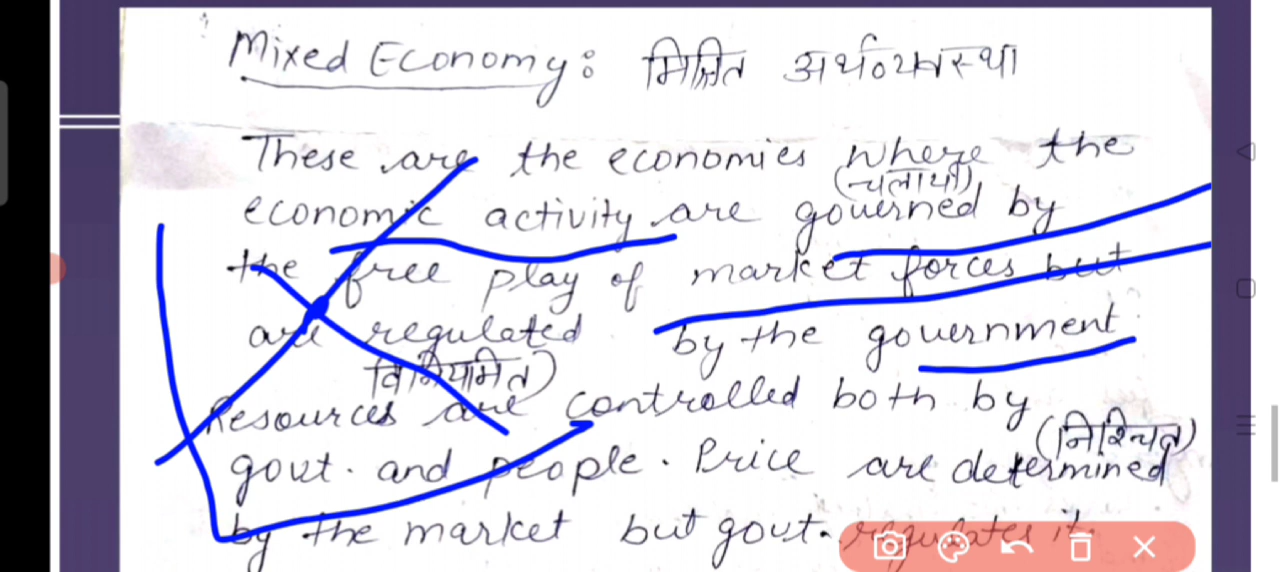 Mixed Economy: मिश्रित अर्थव्यवस्था
These are the economies where the
(चलायी)
economic activity are governed by
the free play of market forces but
are regulated by the government
विनियमित)
Resources are controlled both by
(निश्चित)
govt. and people. Price are determined
by the market but govt. regulates it.